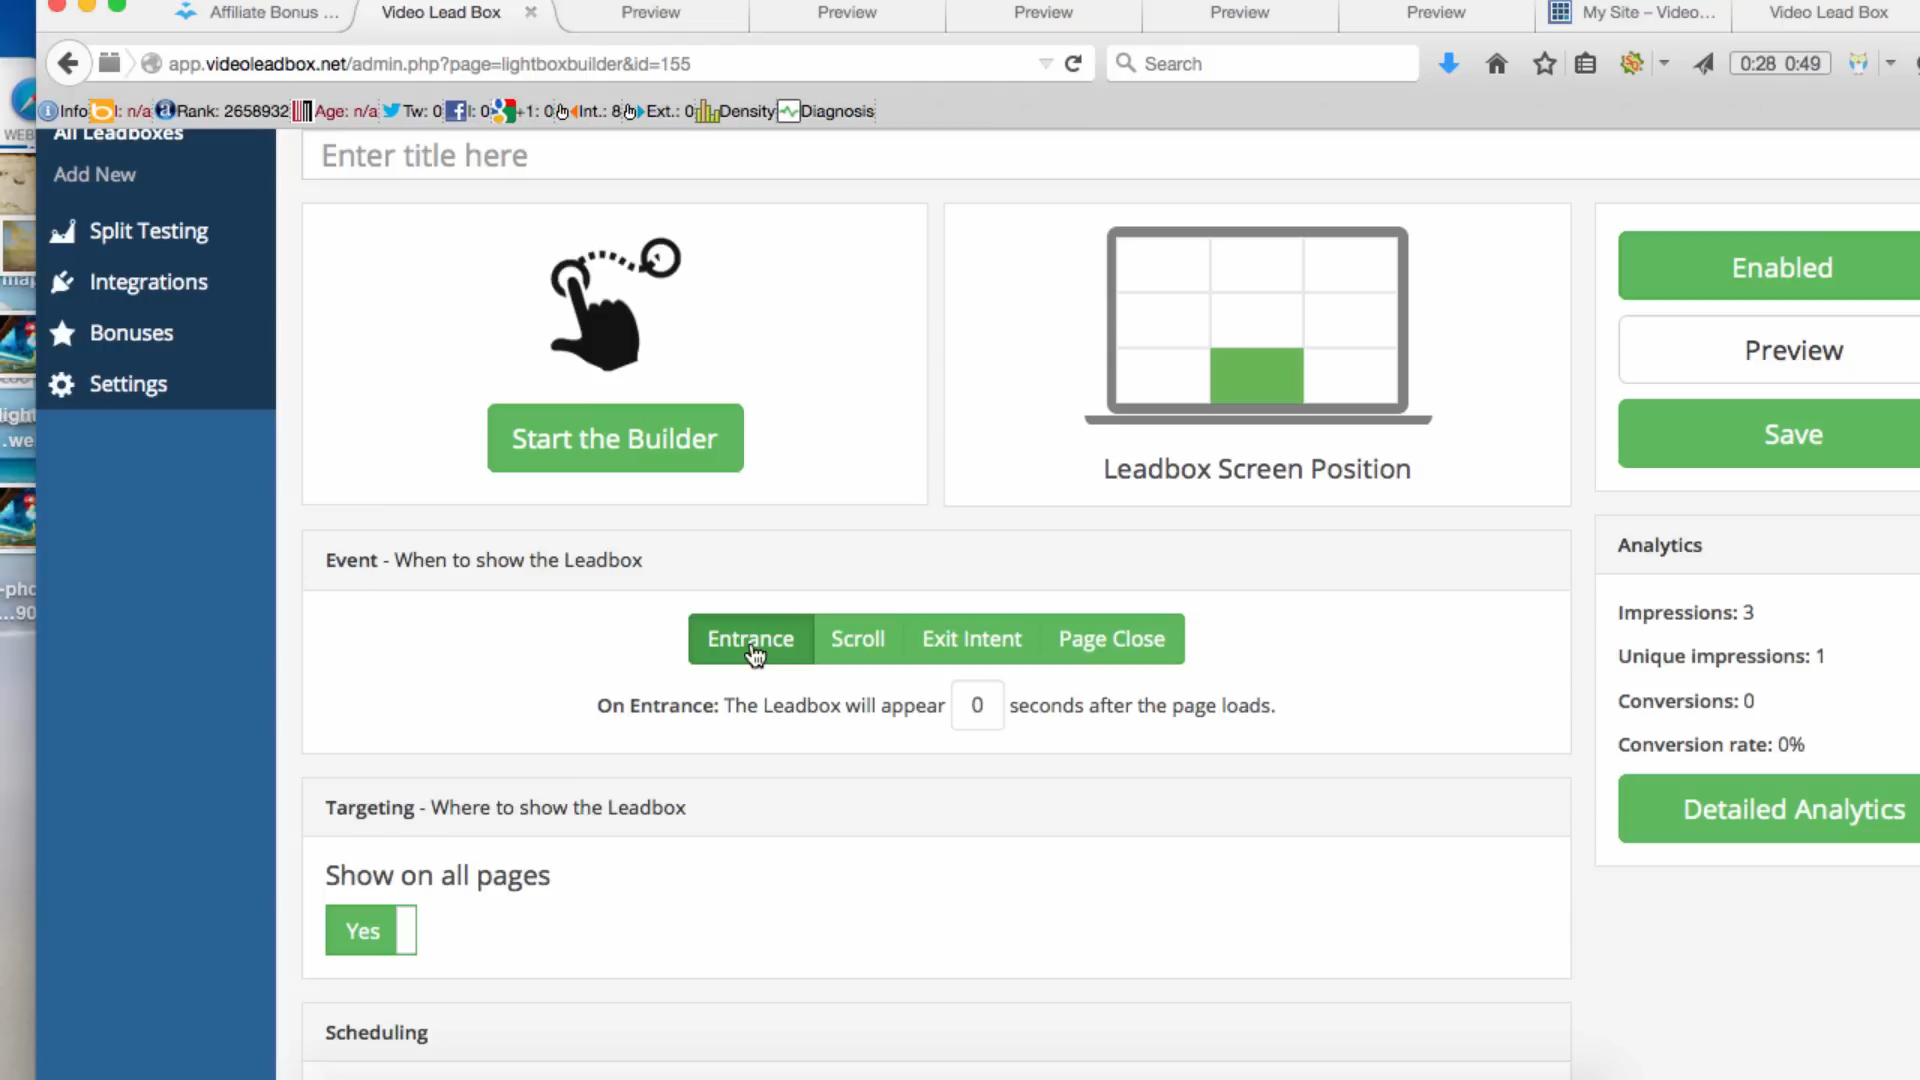 Affiliate Bonus ...
Video Lead Box
Preview
Preview
Preview
Preview
Preview
My Site – Video...
Video Lead Box
app.videoleadbox.net/admin.php?page=lightboxbuilder&id=155
Search
0:28 0:49
Info I: n/a Rank: 2658932 Age: n/a Tw: 0 I: 0 +1: 0 Int.: 8 Ext.: 0 Density Diagnosis
All Leadboxes
Add New
Split Testing
Integrations
Bonuses
Settings
Enter title here
Start the Builder
Leadbox Screen Position
Enabled
Preview
Save
Event - When to show the Leadbox
Entrance Scroll Exit Intent Page Close
On Entrance: The Leadbox will appear 0 seconds after the page loads.
Analytics
Impressions: 3
Unique impressions: 1
Conversions: 0
Conversion rate: 0%
Detailed Analytics
Targeting - Where to show the Leadbox
Show on all pages
Yes
Scheduling